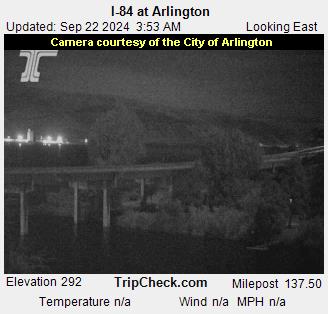 I-84 at Arlington
Updated: Sep 22 2024 3:53 AM Looking East
Camera courtesy of the City of Arlington
Elevation 292 TripCheck.com Milepost 137.50
Temperature n/a Wind n/a MPH n/a